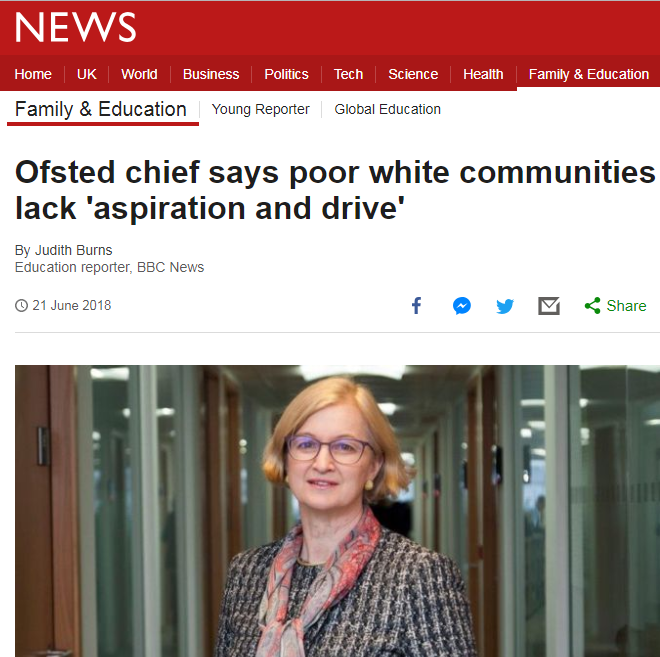 NEWS
Home UK World Business Politics Tech Science Health Family & Education
Family & Education Young Reporter Global Education
Ofsted chief says poor white communities
lack 'aspiration and drive'
By Judith Burns
Education reporter, BBC News
21 June 2018 Share